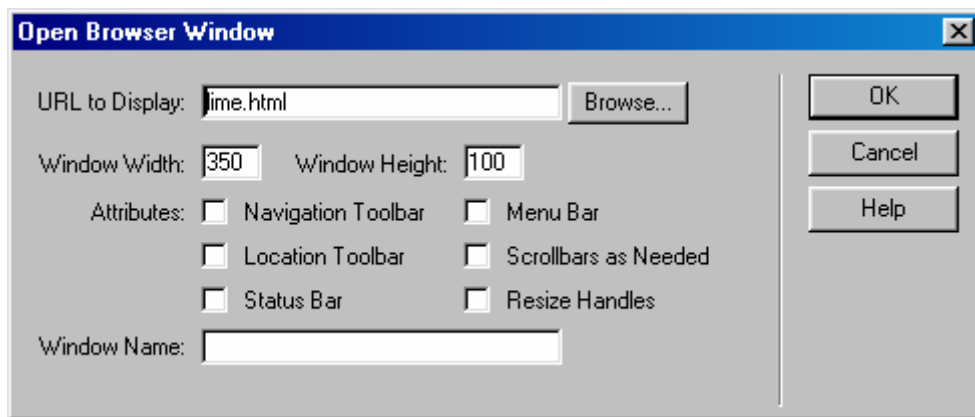 Open Browser Window
URL to Display: lime.html Browse... OK
Window Width: 350 Window Height: 100 Cancel
Attributes: Navigation Toolbar Menu Bar Help
Location Toolbar Scrollbars as Needed
Status Bar Resize Handles
Window Name: